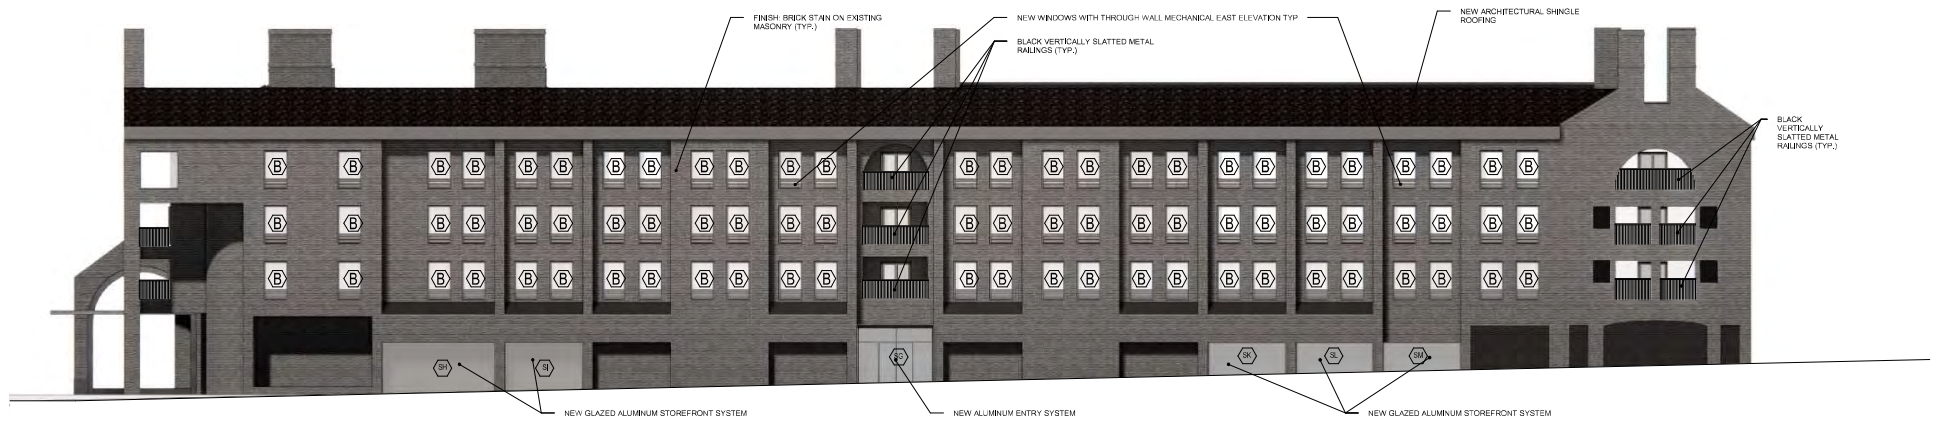 FINISH: BRICK STAIN ON EXISTING
MASONRY (TYP.)
NEW WINDOWS WITH THROUGH WALL MECHANICAL EAST ELEVATION TYP
BLACK VERTICALLY SLATTED METAL
RAILINGS (TYP.)
NEW ARCHITECTURAL SHINGLE
ROOFING
BLACK
VERTICALLY
SLATTED METAL
RAILINGS (TYP.)
B B B B B B B B B B B B B B B B B B B B B B B B B B
B B B B B B B B B B B B B B B B B B B B B B B B B B
B B B B B B B B B B B B B B B B B B B B B B B B B B
SH SI SG SK SL SM
NEW GLAZED ALUMINUM STOREFRONT SYSTEM
NEW ALUMINUM ENTRY SYSTEM
NEW GLAZED ALUMINUM STOREFRONT SYSTEM